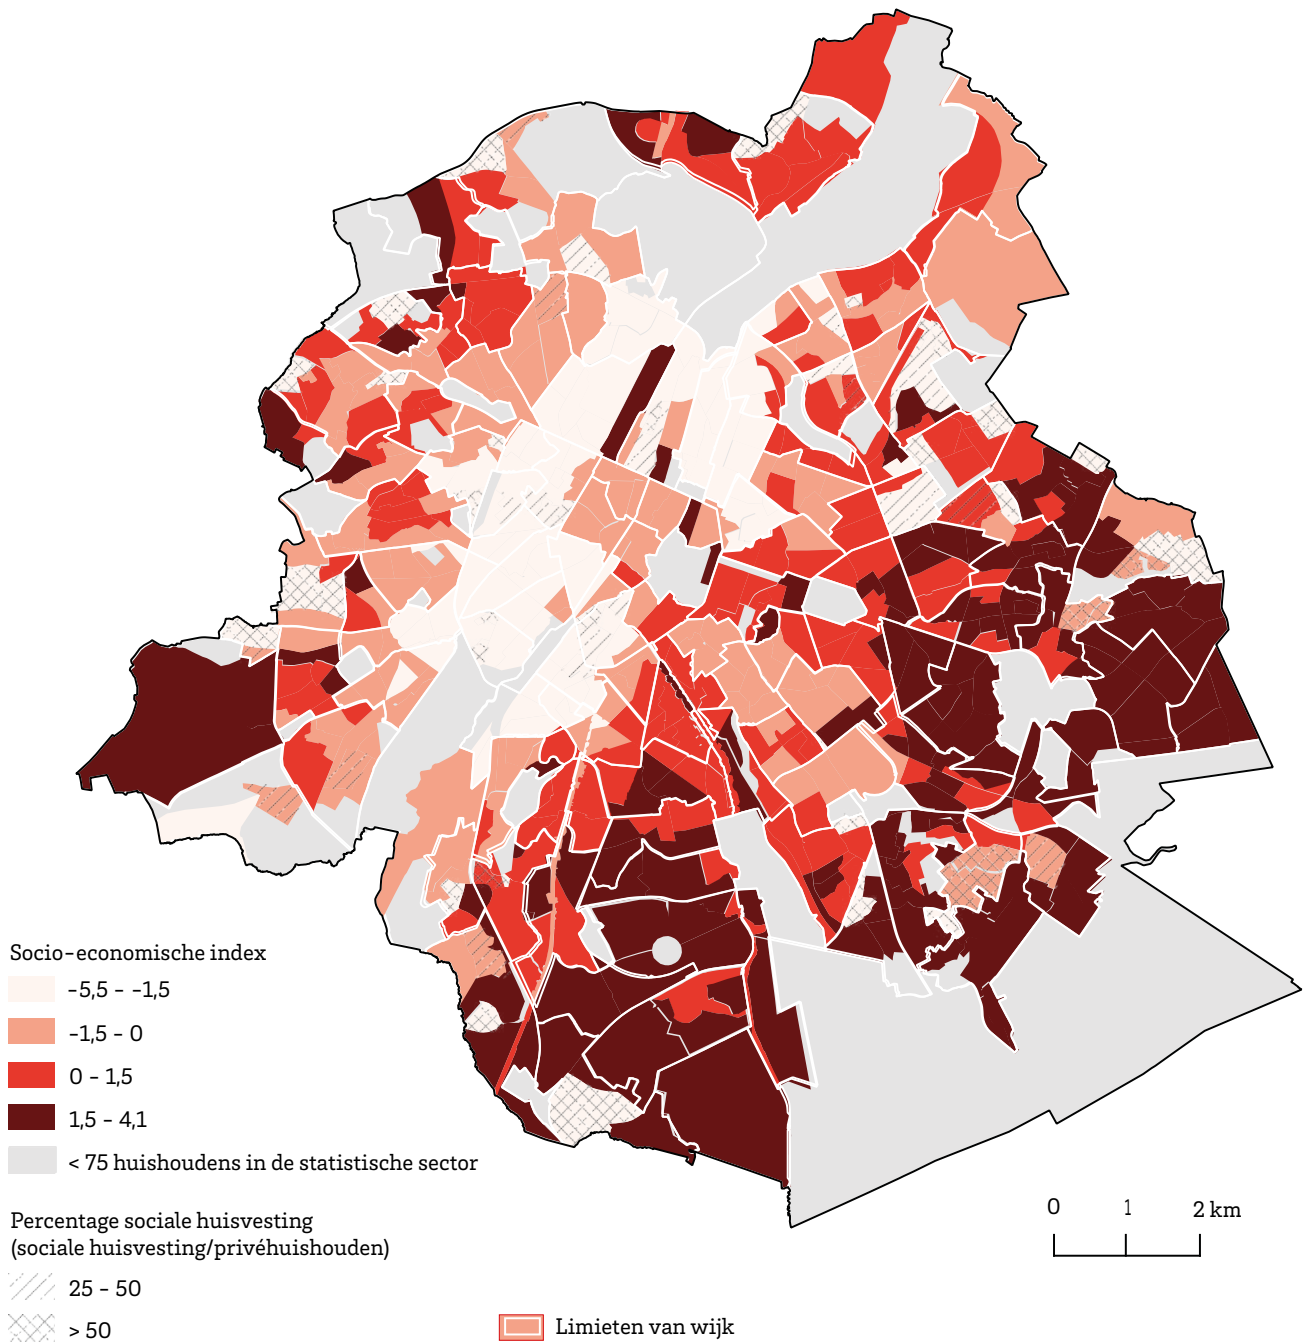 Socio-economische index
-5,5 - -1,5
-1,5 - 0
0 - 1,5
1,5 - 4,1
< 75 huishoudens in de statistische sector
Percentage sociale huisvesting
(sociale huisvesting/privéhuishouden)
25 - 50
> 50
Limieten van wijk
0 1 2 km